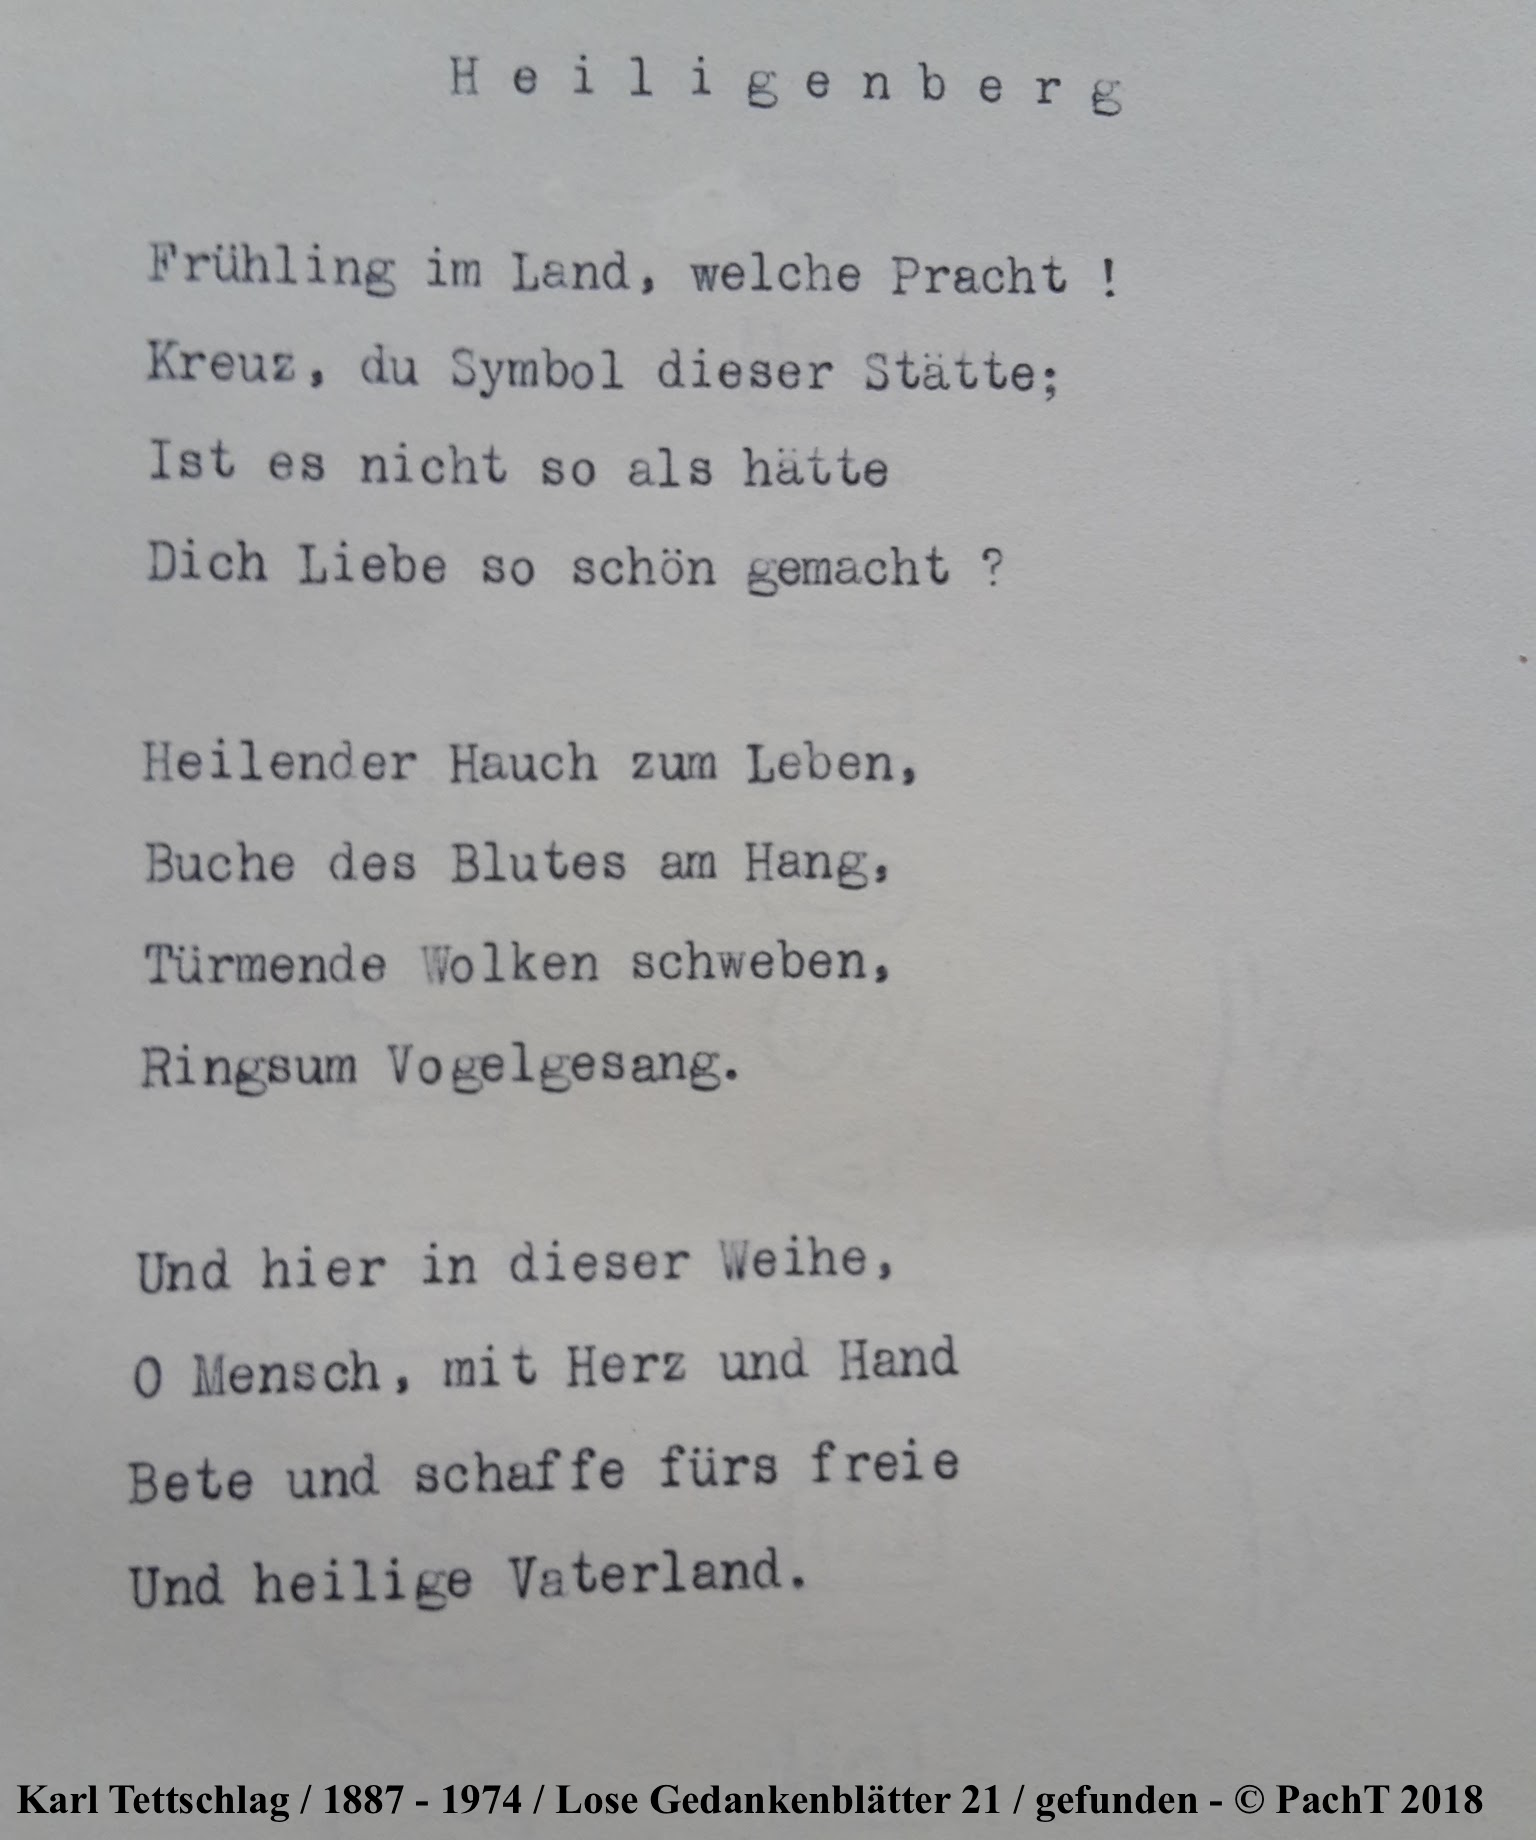 H e i l i g e n b e r g
Frühling im Land, welche Pracht !
Kreuz, du Symbol dieser Stätte;
Ist es nicht so als hätte
Dich Liebe so schön gemacht ?
Heilender Hauch zum Leben,
Buche des Blutes am Hang,
Türmende Wolken schweben,
Ringsum Vogelgesang.
Und hier in dieser Weihe,
O Mensch, mit Herz und Hand
Bete und schaffe fürs freie
Und heilige Vaterland.
Karl Tettschlag / 1887 - 1974 / Lose Gedankenblätter 21 / gefunden - © PachT 2018